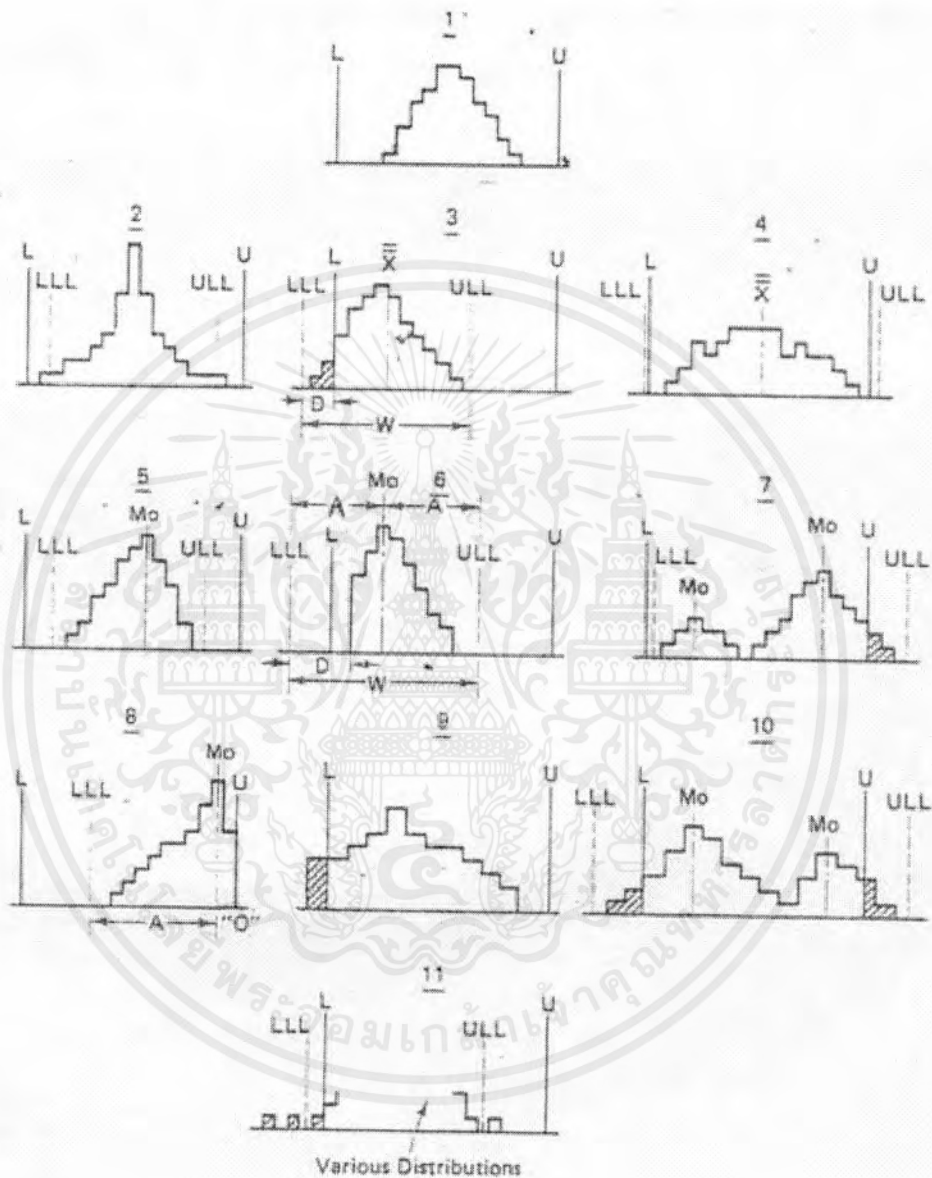 1
L U
2 3 4
L LLL ULL U
LLL L X̿ ULL U
LLL L X̿ U ULL
D
W
5 6 7
L LLL Mo ULL U
A Mo A
LLL L ULL U
L LLL Mo Mo U ULL
D
W
8 9 10
L LLL Mo U
A "O"
L U
LLL L Mo Mo U ULL
11
LLL L ULL U
Various Distributions